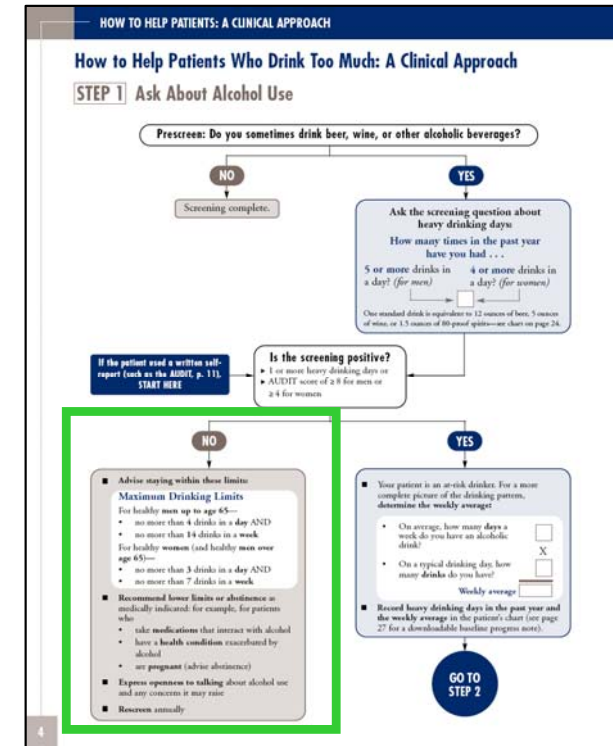 HOW TO HELP PATIENTS: A CLINICAL APPROACH
How to Help Patients Who Drink Too Much: A Clinical Approach
STEP 1 Ask About Alcohol Use
Prescreen: Do you sometimes drink beer, wine, or other alcoholic beverages?
NO
Screening complete.
YES
Ask the screening question about
heavy drinking days:
How many times in the past year
have you had . . .
5 or more drinks in
a day? (for men)
4 or more drinks in
a day? (for women)
One standard drink is equivalent to 12 ounces of beer, 5 ounces
of wine, or 1.5 ounces of 80-proof spirits—see chart on page 24.
If the patient used a written self-
report (such as the AUDIT, p. 11),
START HERE
Is the screening positive?
▸ 1 or more heavy drinking days or
▸ AUDIT score of ≥ 8 for men or
≥ 4 for women
NO
■ Advise staying within these limits:
Maximum Drinking Limits
For healthy men up to age 65—
• no more than 4 drinks in a day AND
• no more than 14 drinks in a week
For healthy women (and healthy men over
age 65)—
• no more than 3 drinks in a day AND
• no more than 7 drinks in a week
■ Recommend lower limits or abstinence as
medically indicated: for example, for patients
who
• take medications that interact with alcohol
• have a health condition exacerbated by
alcohol
• are pregnant (advise abstinence)
■ Express openness to talking about alcohol use
and any concerns it may raise
■ Rescreen annually
YES
■ Your patient is an at-risk drinker. For a more
complete picture of the drinking pattern,
determine the weekly average:
• On average, how many days a
week do you have an alcoholic
drink?
X
• On a typical drinking day, how
many drinks do you have?
Weekly average
■ Record heavy drinking days in the past year and
the weekly average in the patient's chart (see page
27 for a downloadable baseline progress note).
GO TO
STEP 2
4